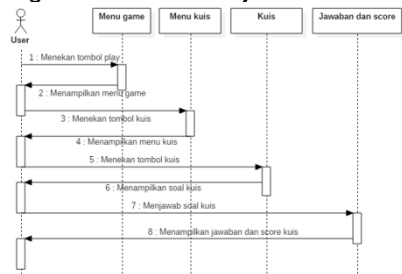 Menu game
Menu kuis
Kuis
Jawaban dan score
User
1 : Menekan tombol play
2 : Menampilkan menu game
3 : Menekan tombol kuis
4 : Menampilkan menu kuis
5 : Menekan tombol kuis
6 : Menampilkan soal kuis
7 : Menjawab soal kuis
8 : Menampilkan jawaban dan score kuis